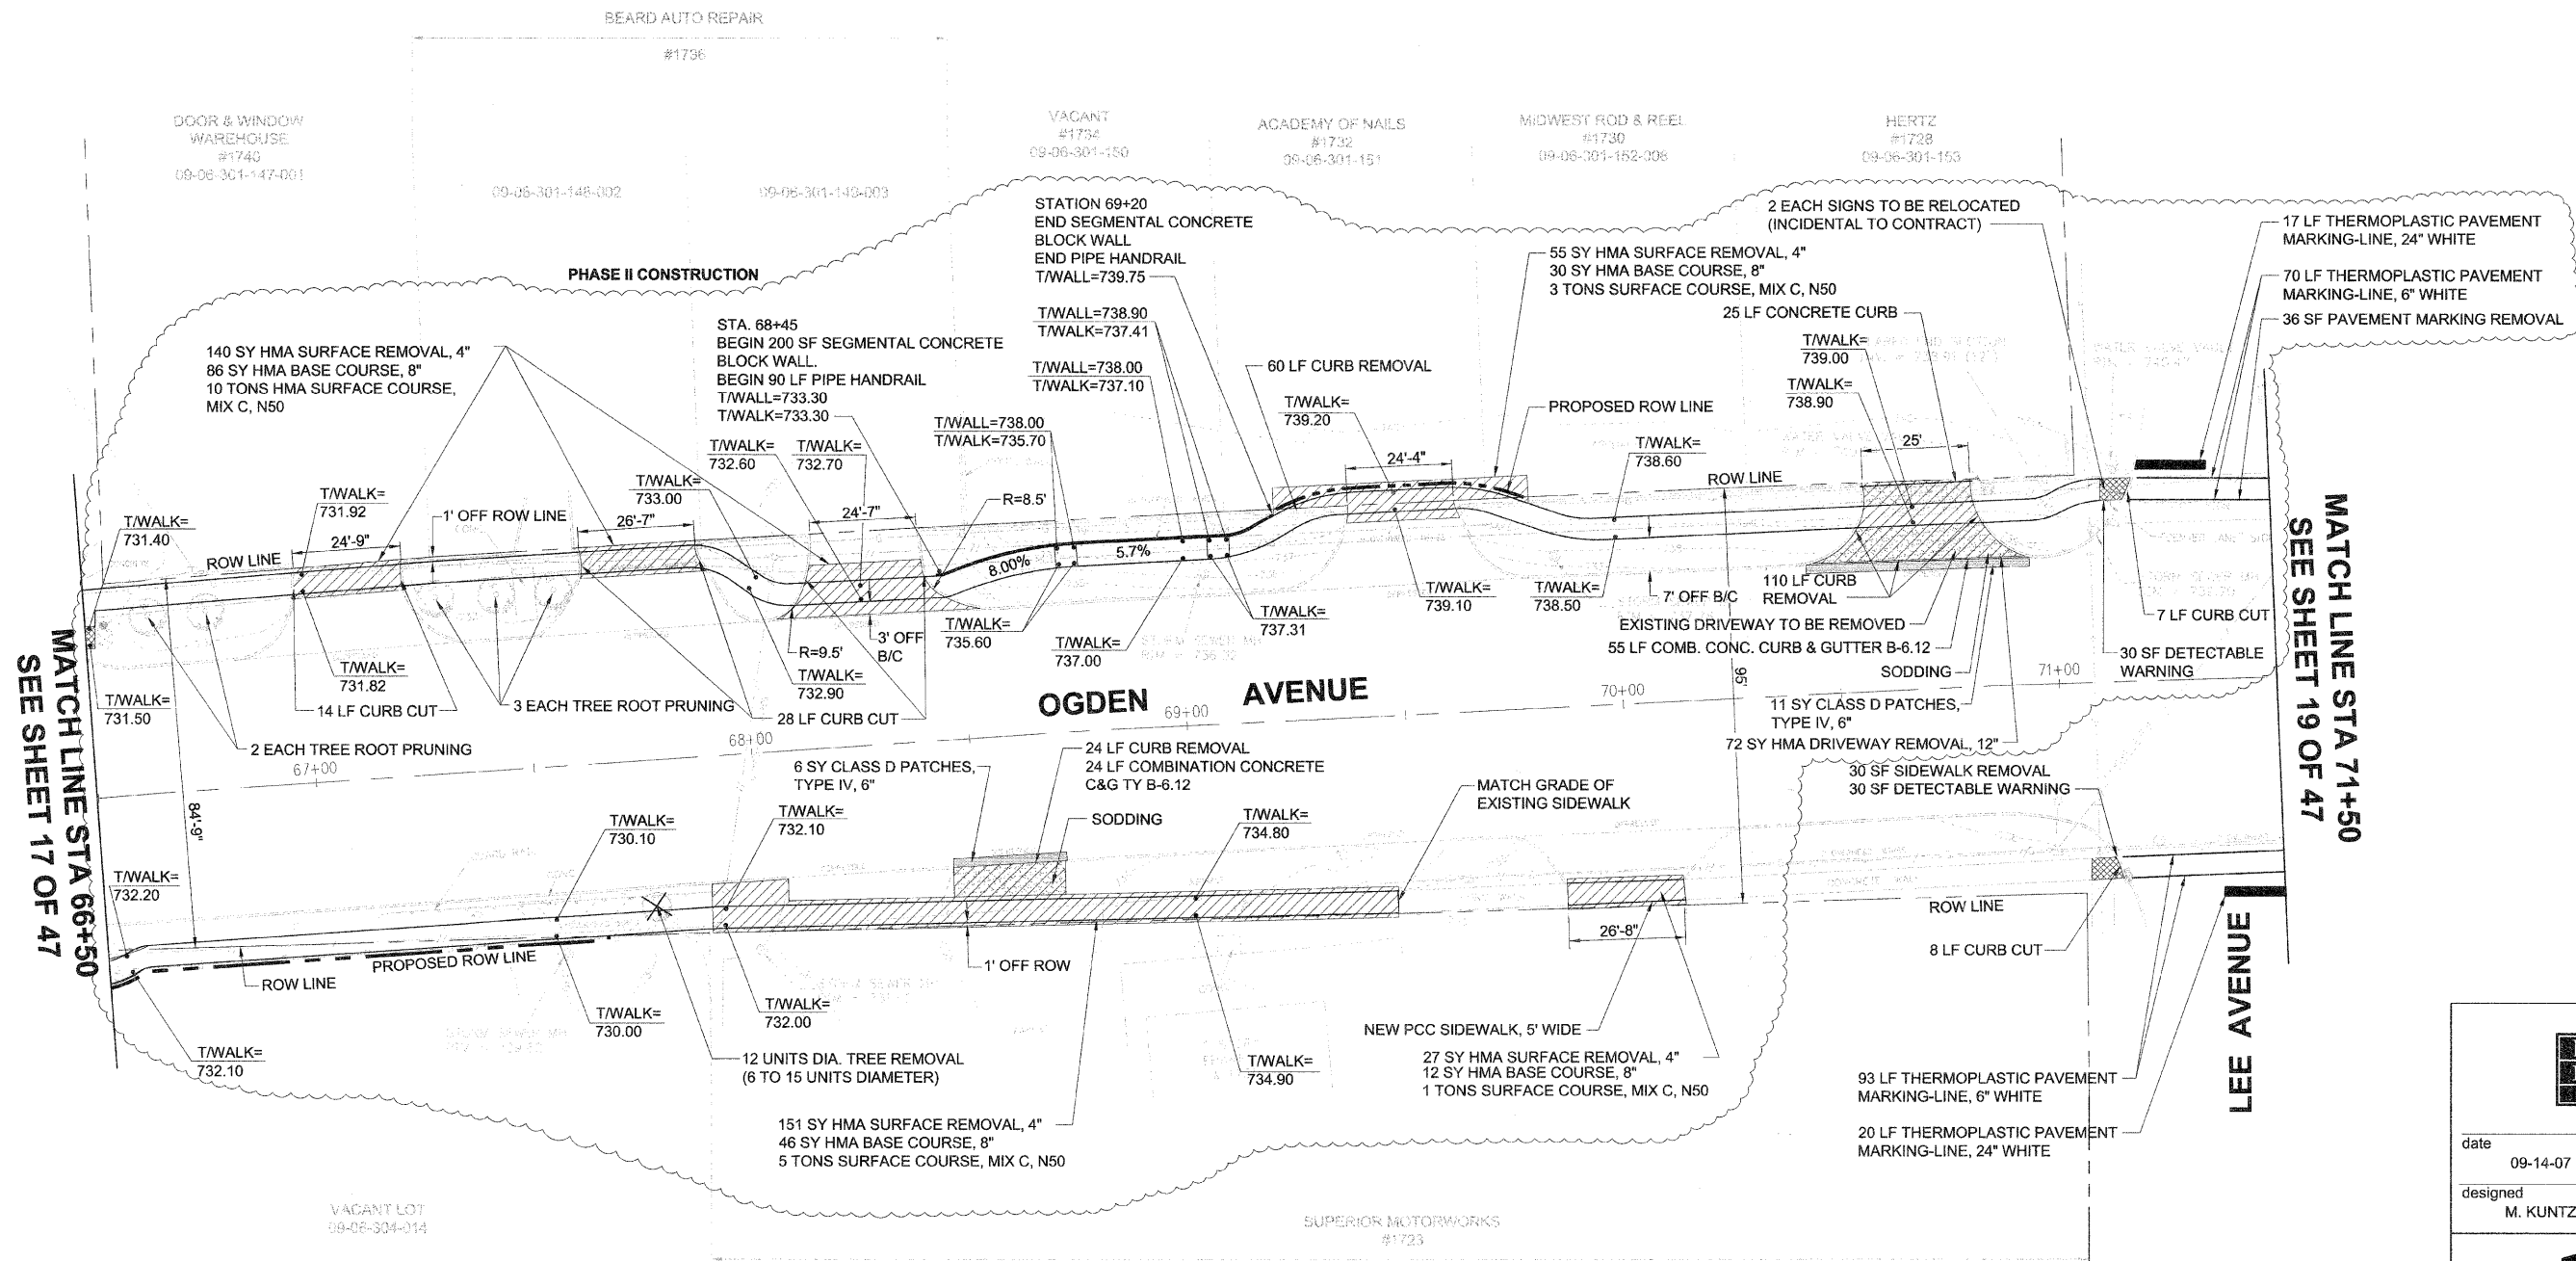 BEARD AUTO REPAIR
#1736
DOOR & WINDOW
WAREHOUSE
#1740
09-06-301-147-001
09-06-301-148-002
09-06-301-149-003
VACANT
#1734
09-06-301-150
ACADEMY OF NAILS
#1732
09-06-301-151
MIDWEST ROD & REEL
#1730
09-06-301-152-008
HERTZ
#1728
09-06-301-153
PHASE II CONSTRUCTION
140 SY HMA SURFACE REMOVAL, 4"
86 SY HMA BASE COURSE, 8"
10 TONS HMA SURFACE COURSE,
MIX C, N50
STA. 68+45
BEGIN 200 SF SEGMENTAL CONCRETE
BLOCK WALL.
BEGIN 90 LF PIPE HANDRAIL
T/WALL=733.30
T/WALK=733.30
STATION 69+20
END SEGMENTAL CONCRETE
BLOCK WALL
END PIPE HANDRAIL
T/WALL=739.75
T/WALL=738.90
T/WALK=737.41
T/WALL=738.00
T/WALK=737.10
T/WALL=738.00
T/WALK=735.70
55 SY HMA SURFACE REMOVAL, 4"
30 SY HMA BASE COURSE, 8"
3 TONS SURFACE COURSE, MIX C, N50
2 EACH SIGNS TO BE RELOCATED
(INCIDENTAL TO CONTRACT)
25 LF CONCRETE CURB
T/WALK=
739.00
T/WALK=
738.90
17 LF THERMOPLASTIC PAVEMENT
MARKING-LINE, 24" WHITE
70 LF THERMOPLASTIC PAVEMENT
MARKING-LINE, 6" WHITE
36 SF PAVEMENT MARKING REMOVAL
60 LF CURB REMOVAL
T/WALK=
739.20
PROPOSED ROW LINE
T/WALK=
738.60
ROW LINE
25'
24'-4"
T/WALK=
731.40
T/WALK=
731.92
1' OFF ROW LINE
ROW LINE
24'-9"
26'-7"
T/WALK=
733.00
T/WALK=
732.60
T/WALK=
732.70
24'-7"
R=8.5'
8.00%
5.7%
T/WALK=
731.50
T/WALK=
731.82
14 LF CURB CUT
3 EACH TREE ROOT PRUNING
2 EACH TREE ROOT PRUNING
R=9.5'
3' OFF
B/C
T/WALK=
732.90
28 LF CURB CUT
T/WALK=
735.60
T/WALK=
737.00
T/WALK=
737.31
T/WALK=
739.10
T/WALK=
738.50
7' OFF B/C
110 LF CURB
REMOVAL
EXISTING DRIVEWAY TO BE REMOVED
55 LF COMB. CONC. CURB & GUTTER B-6.12
SODDING
11 SY CLASS D PATCHES,
TYPE IV, 6"
72 SY HMA DRIVEWAY REMOVAL, 12"
7 LF CURB CUT
30 SF DETECTABLE
WARNING
MATCH LINE STA 66+50
SEE SHEET 17 OF 47
MATCH LINE STA 71+50
SEE SHEET 19 OF 47
OGDEN AVENUE
67+00
68+00
69+00
70+00
71+00
84'-9"
95'
6 SY CLASS D PATCHES,
TYPE IV, 6"
24 LF CURB REMOVAL
24 LF COMBINATION CONCRETE
C&G TY B-6.12
SODDING
MATCH GRADE OF
EXISTING SIDEWALK
30 SF SIDEWALK REMOVAL
30 SF DETECTABLE WARNING
T/WALK=
732.20
T/WALK=
730.10
T/WALK=
732.10
T/WALK=
734.80
PROPOSED ROW LINE
ROW LINE
T/WALK=
732.10
T/WALK=
730.00
T/WALK=
732.00
1' OFF ROW
T/WALK=
734.90
12 UNITS DIA. TREE REMOVAL
(6 TO 15 UNITS DIAMETER)
26'-8"
NEW PCC SIDEWALK, 5' WIDE
27 SY HMA SURFACE REMOVAL, 4"
12 SY HMA BASE COURSE, 8"
1 TONS SURFACE COURSE, MIX C, N50
ROW LINE
8 LF CURB CUT
151 SY HMA SURFACE REMOVAL, 4"
46 SY HMA BASE COURSE, 8"
5 TONS SURFACE COURSE, MIX C, N50
93 LF THERMOPLASTIC PAVEMENT
MARKING-LINE, 6" WHITE
20 LF THERMOPLASTIC PAVEMENT
MARKING-LINE, 24" WHITE
LEE AVENUE
VACANT LOT
09-06-304-014
SUPERIOR MOTORWORKS
#1723
date
09-14-07
designed
M. KUNTZ